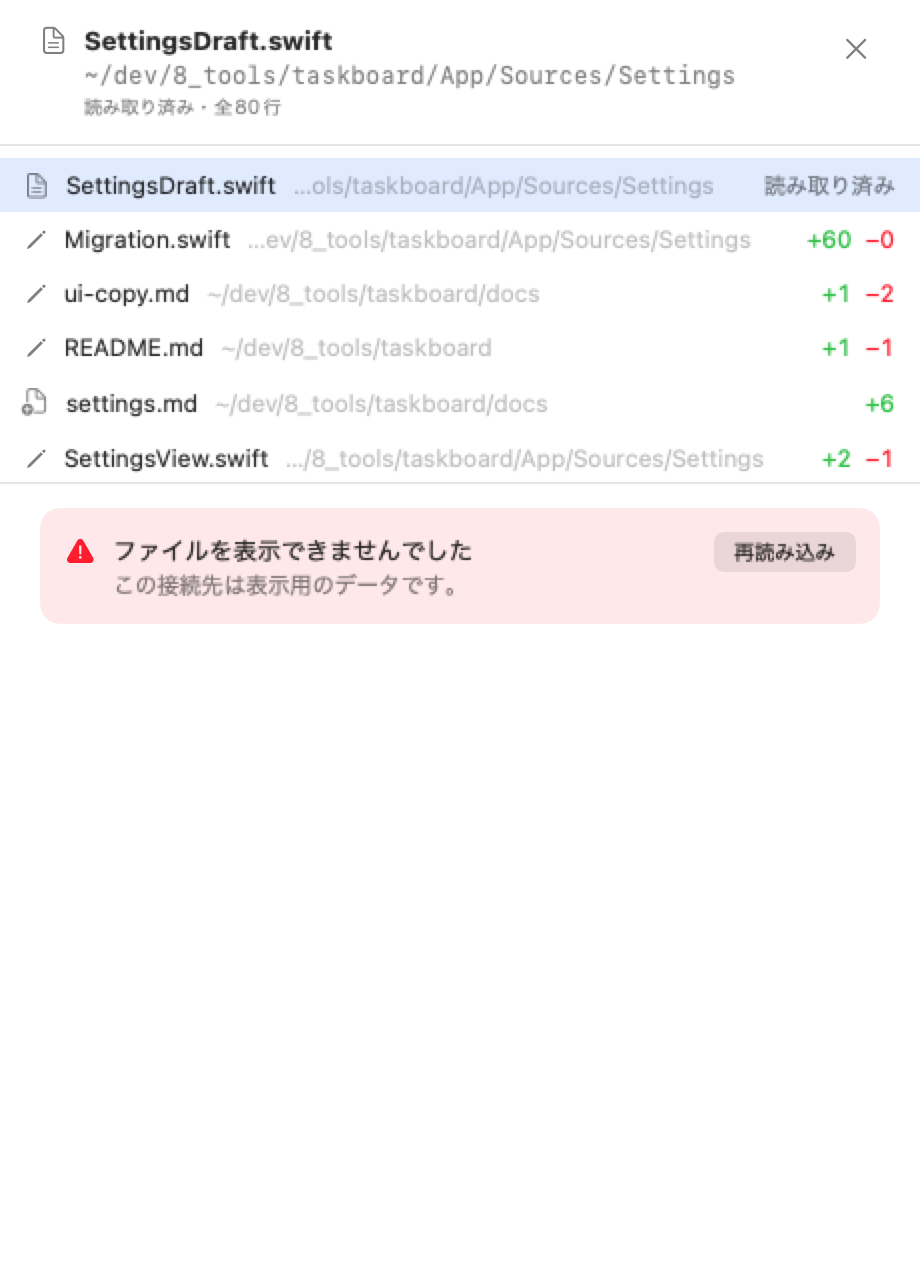 SettingsDraft.swift
~/dev/8_tools/taskboard/App/Sources/Settings
読み取り済み・全80行
SettingsDraft.swift ...ols/taskboard/App/Sources/Settings 読み取り済み
Migration.swift ...ev/8_tools/taskboard/App/Sources/Settings +60 −0
ui-copy.md ~/dev/8_tools/taskboard/docs +1 −2
README.md ~/dev/8_tools/taskboard +1 −1
settings.md ~/dev/8_tools/taskboard/docs +6
SettingsView.swift .../8_tools/taskboard/App/Sources/Settings +2 −1
ファイルを表示できませんでした 再読み込み
この接続先は表示用のデータです。